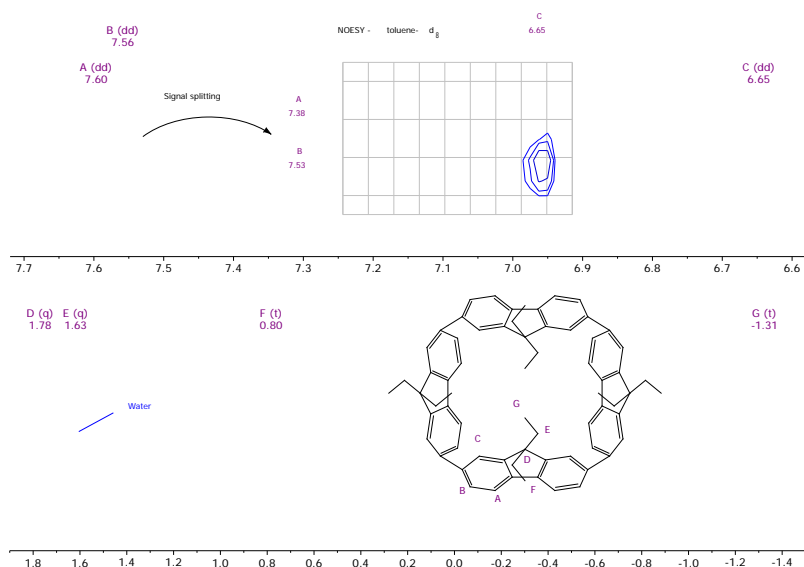 B (dd)
7.56
A (dd)
7.60
Signal splitting
NOESY - toluene- d8
C
6.65
A
7.38
B
7.53
C (dd)
6.65
7.7 7.6 7.5 7.4 7.3 7.2 7.1 7.0 6.9 6.8 6.7 6.6
D (q) E (q)
1.78 1.63
F (t)
0.80
G (t)
-1.31
Water
G
E
C
D
B
A
F
1.8 1.6 1.4 1.2 1.0 0.8 0.6 0.4 0.2 0.0 -0.2 -0.4 -0.6 -0.8 -1.0 -1.2 -1.4